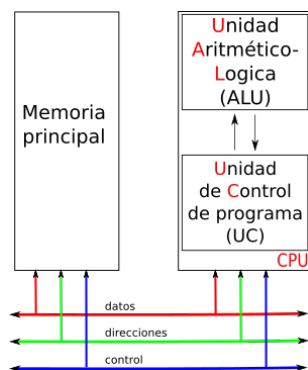 Memoria
principal
Unidad
Aritmético-
Logica
(ALU)
Unidad
de Control
de programa
(UC)
CPU
datos
direcciones
control